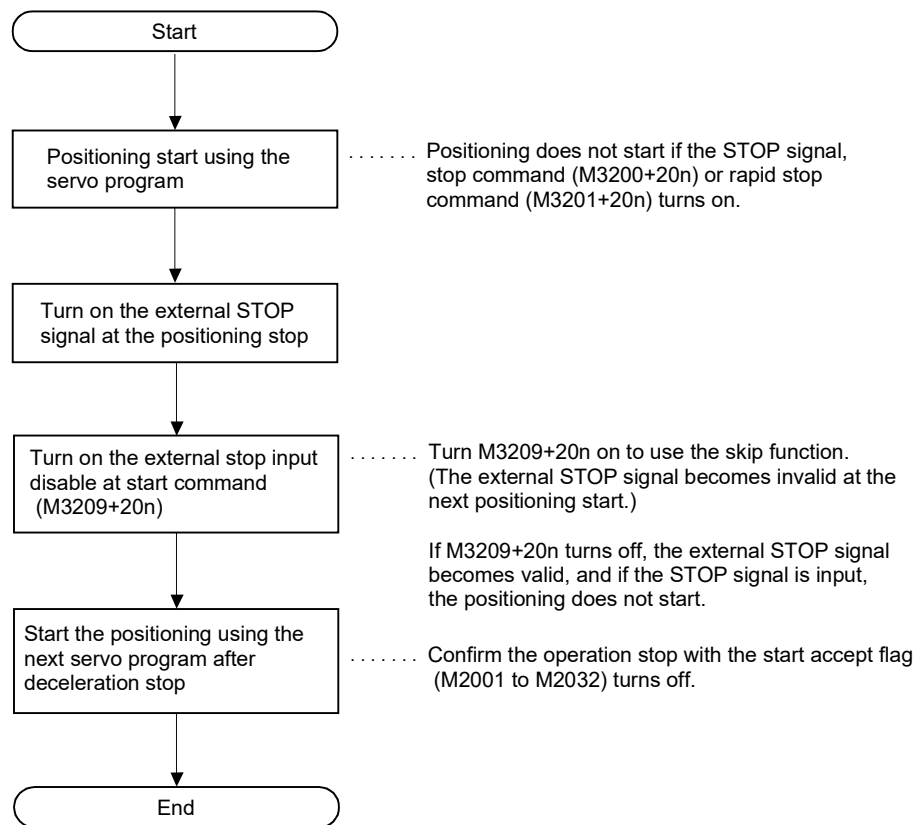 Start
Positioning start using the
servo program
. . . . . . . Positioning does not start if the STOP signal,
stop command (M3200+20n) or rapid stop
command (M3201+20n) turns on.
Turn on the external STOP
signal at the positioning stop
Turn on the external stop input
disable at start command
(M3209+20n)
. . . . . . . Turn M3209+20n on to use the skip function.
(The external STOP signal becomes invalid at the
next positioning start.)
If M3209+20n turns off, the external STOP signal
becomes valid, and if the STOP signal is input,
the positioning does not start.
Start the positioning using the
next servo program after
deceleration stop
. . . . . . . Confirm the operation stop with the start accept flag
(M2001 to M2032) turns off.
End